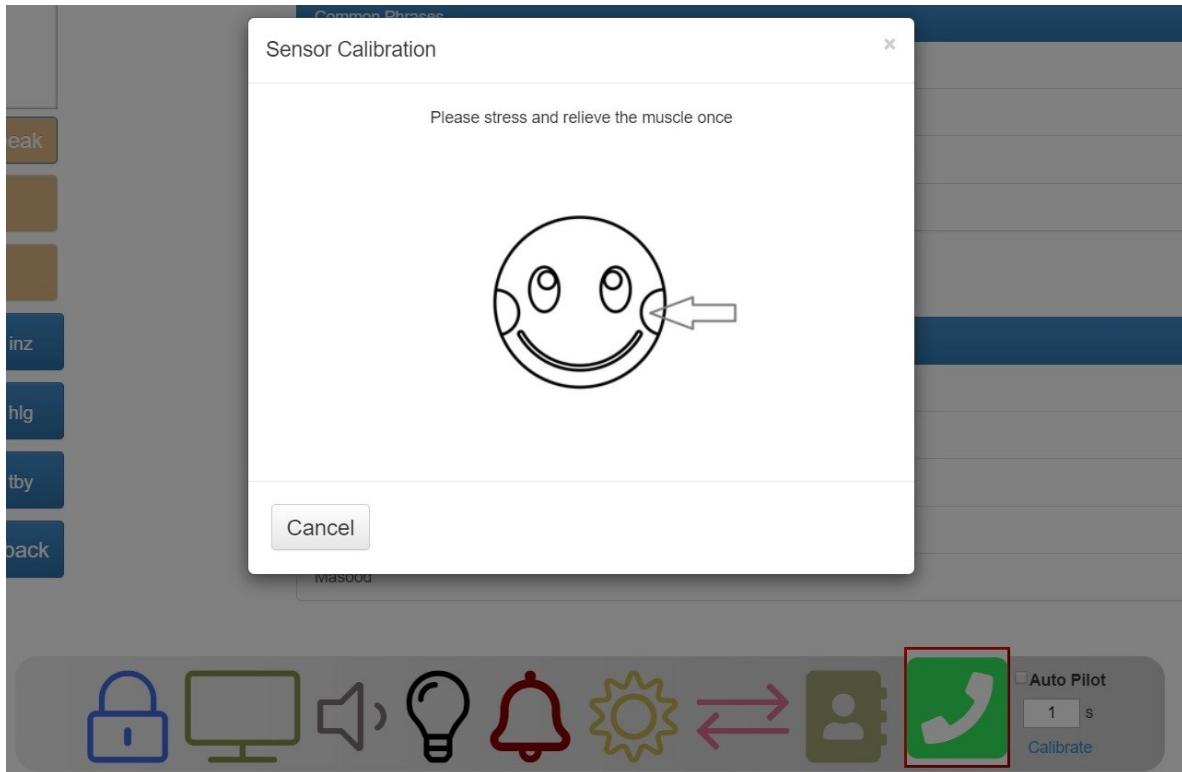 Common Phrases
Sensor Calibration
×
Please stress and relieve the muscle once
eak
inz
hlg
tby
back
Cancel
Masood
Auto Pilot
1 s
Calibrate